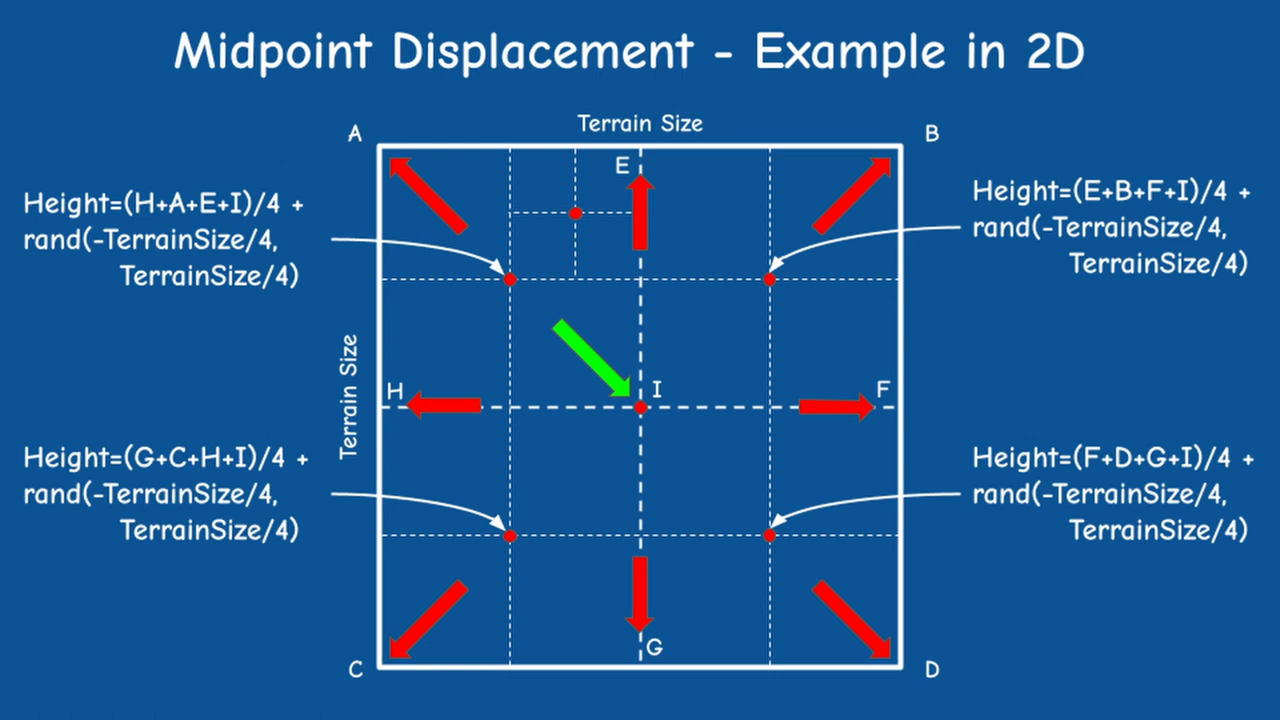 Midpoint Displacement - Example in 2D
Terrain Size
A
B
E
Height=(H+A+E+I)/4 +
rand(-TerrainSize/4,
TerrainSize/4)
Height=(E+B+F+I)/4 +
rand(-TerrainSize/4,
TerrainSize/4)
Terrain Size
H
I
F
Height=(G+C+H+I)/4 +
rand(-TerrainSize/4,
TerrainSize/4)
Height=(F+D+G+I)/4 +
rand(-TerrainSize/4,
TerrainSize/4)
G
C
D